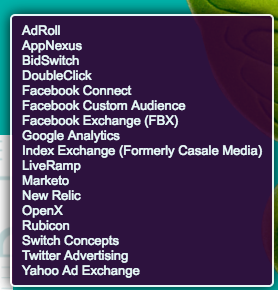 AdRoll
AppNexus
BidSwitch
DoubleClick
Facebook Connect
Facebook Custom Audience
Facebook Exchange (FBX)
Google Analytics
Index Exchange (Formerly Casale Media)
LiveRamp
Marketo
New Relic
OpenX
Rubicon
Switch Concepts
Twitter Advertising
Yahoo Ad Exchange